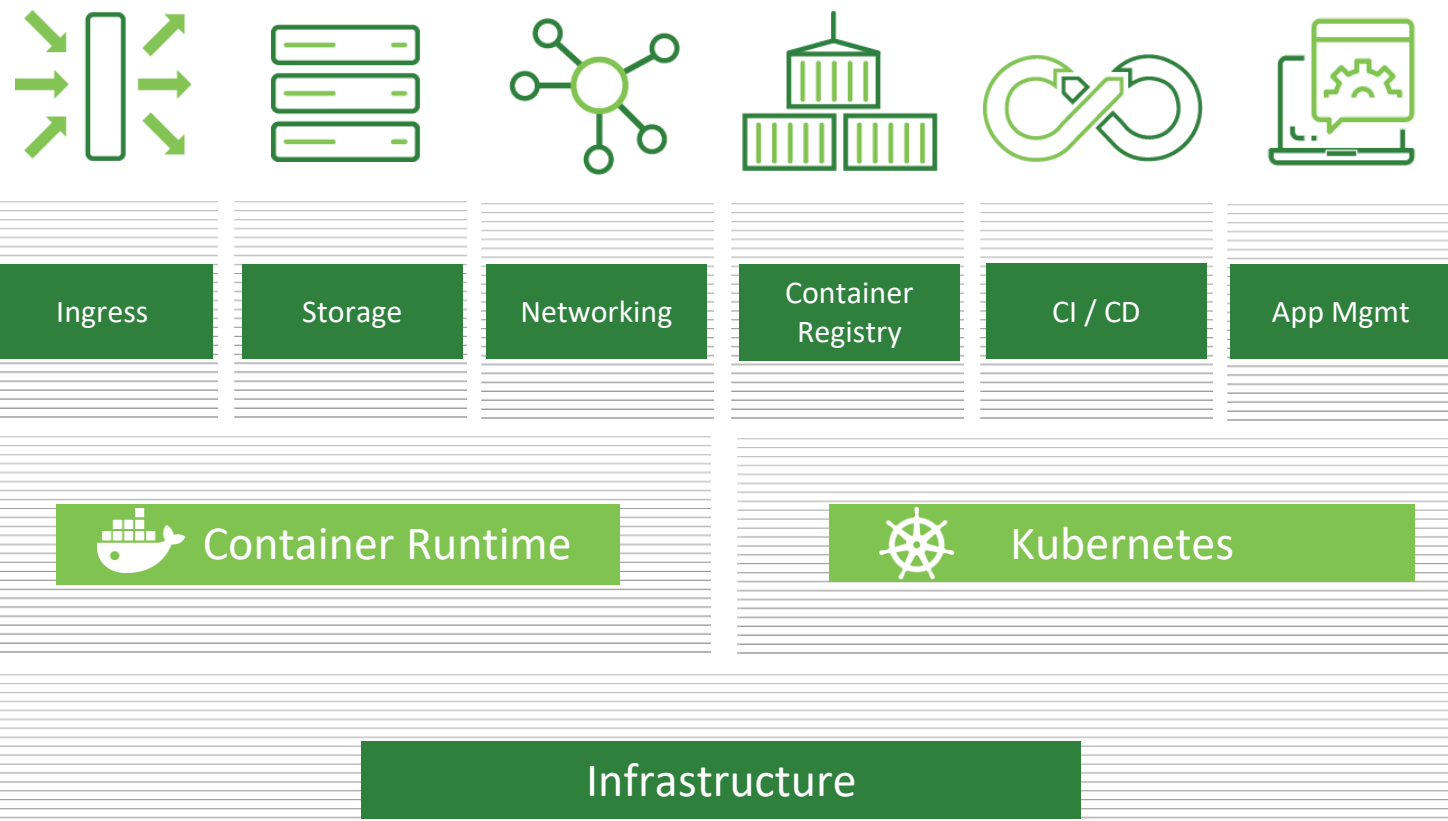 Ingress
Storage
Networking
Container
Registry
CI / CD
App Mgmt
Container Runtime
Kubernetes
Infrastructure